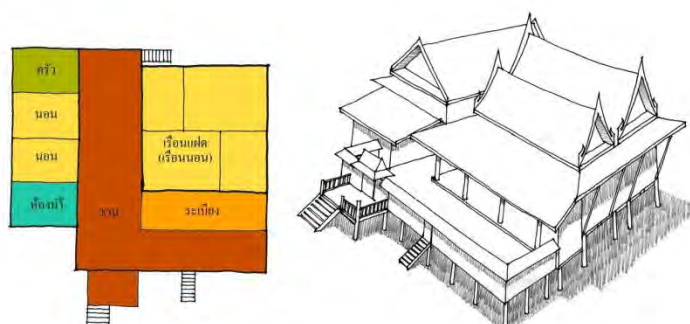 ครัว
นอน
นอน
ห้องน้ำ
ชาน
เรือนแฝด
(เรือนนอน)
ระเบียง